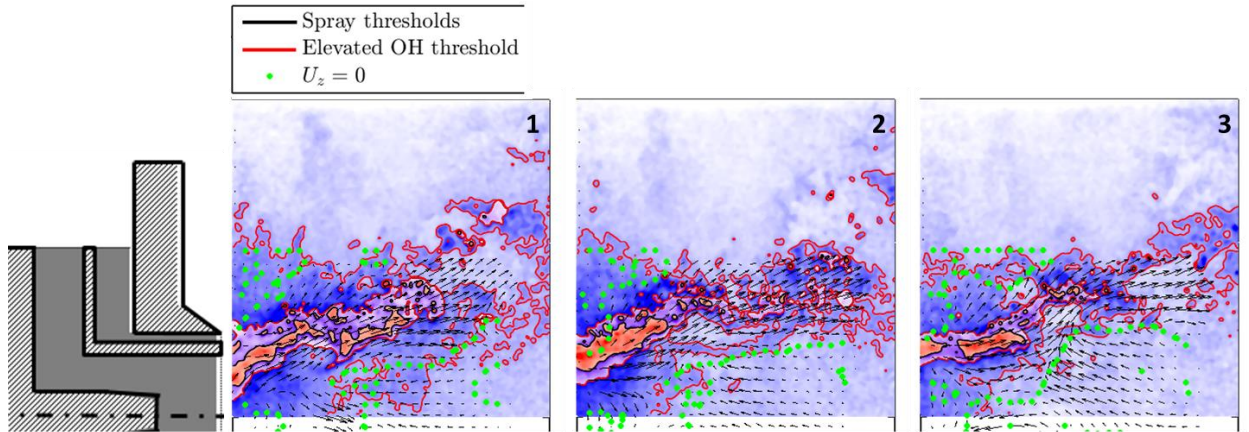 Spray thresholds
Elevated OH threshold
U_z = 0
1
2
3